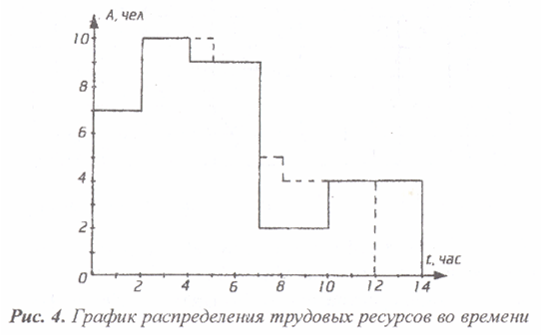 A, чел
10
8
6
4
2
0
2 4 6 8 10 12 14
t, час
Рис. 4. График распределения трудовых ресурсов во времени